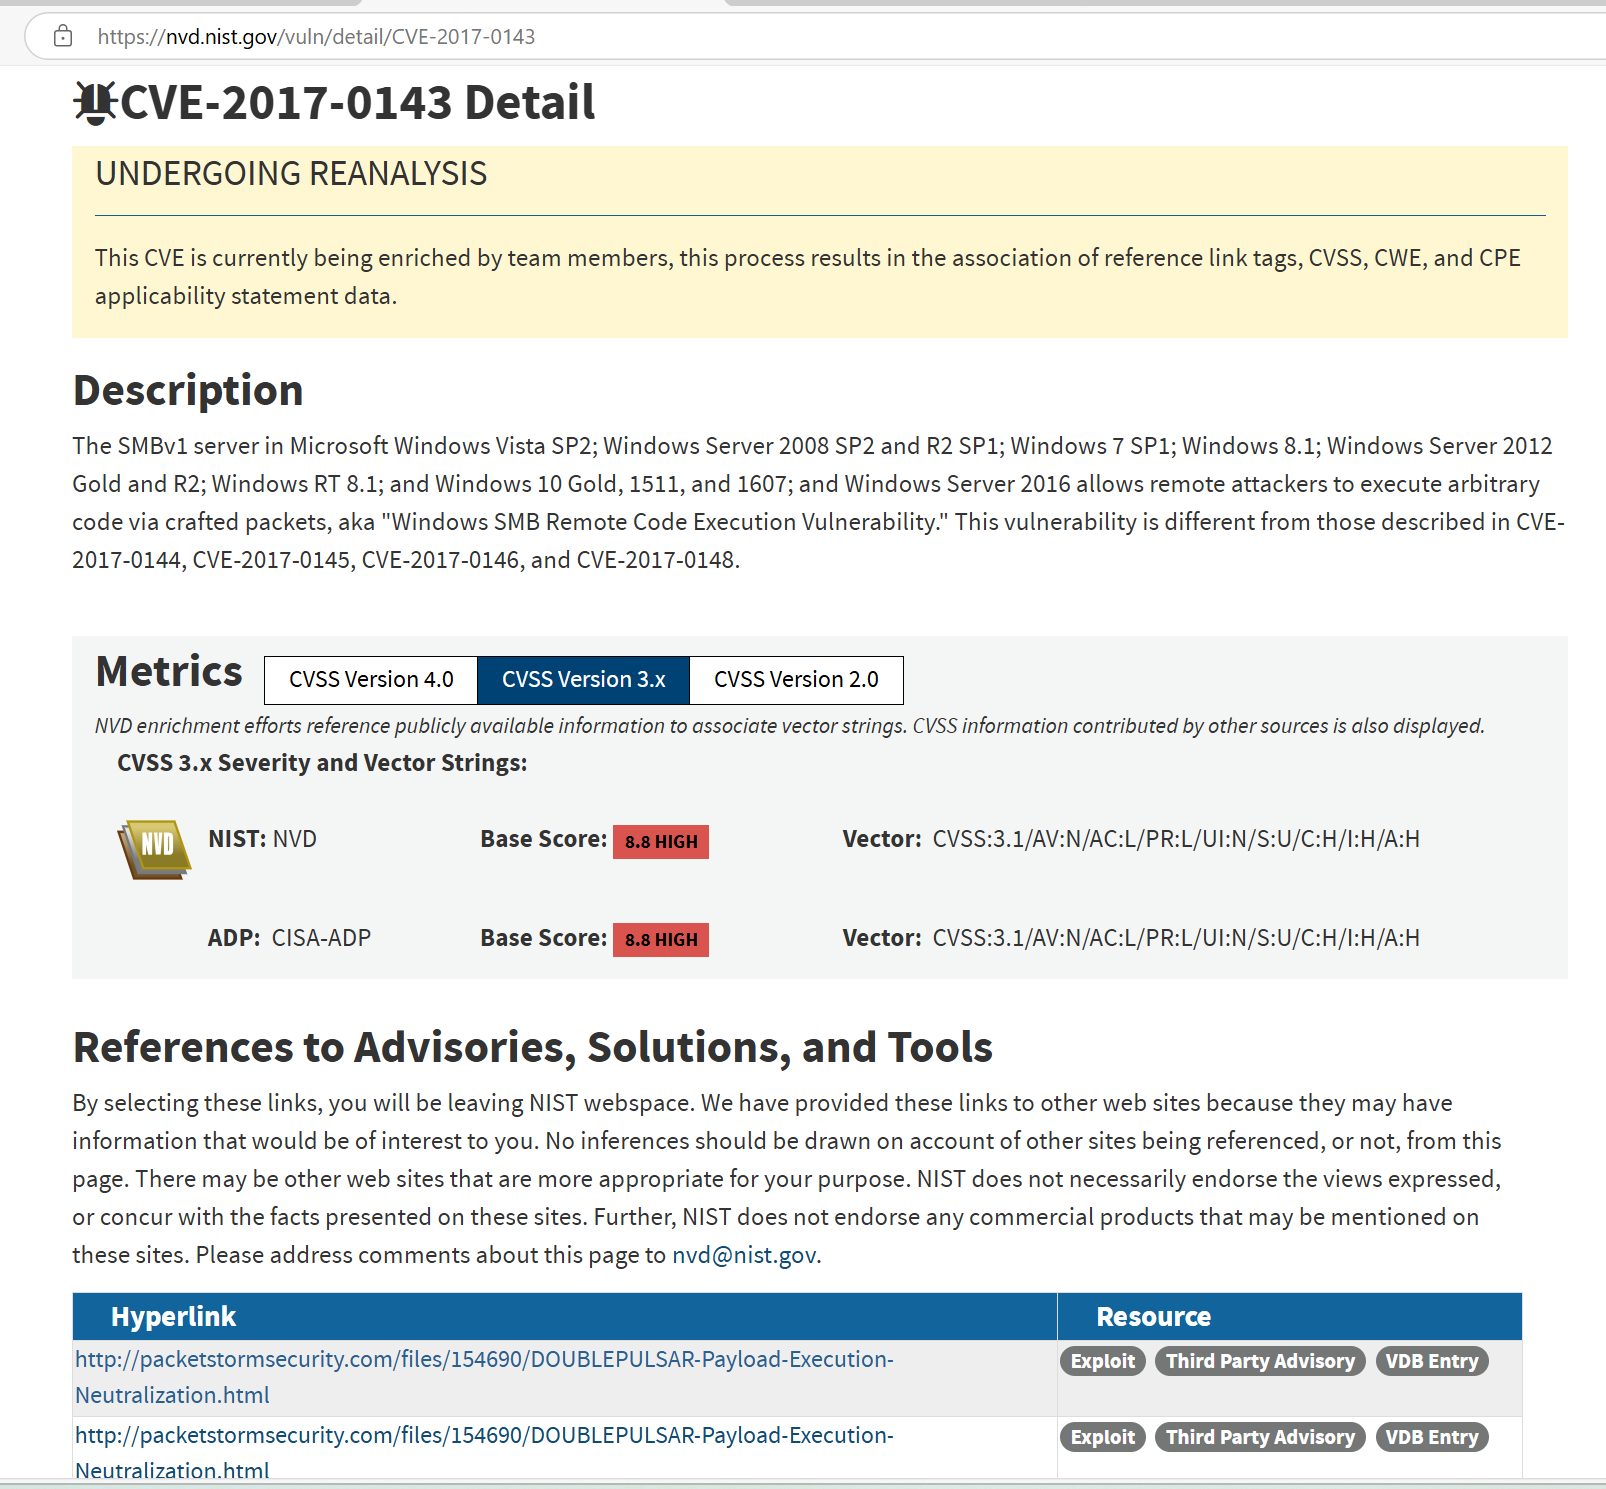 https://nvd.nist.gov/vuln/detail/CVE-2017-0143
CVE-2017-0143 Detail
UNDERGOING REANALYSIS
This CVE is currently being enriched by team members, this process results in the association of reference link tags, CVSS, CWE, and CPE
applicability statement data.
Description
The SMBv1 server in Microsoft Windows Vista SP2; Windows Server 2008 SP2 and R2 SP1; Windows 7 SP1; Windows 8.1; Windows Server 2012
Gold and R2; Windows RT 8.1; and Windows 10 Gold, 1511, and 1607; and Windows Server 2016 allows remote attackers to execute arbitrary
code via crafted packets, aka "Windows SMB Remote Code Execution Vulnerability." This vulnerability is different from those described in CVE-
2017-0144, CVE-2017-0145, CVE-2017-0146, and CVE-2017-0148.
Metrics CVSS Version 4.0 CVSS Version 3.x CVSS Version 2.0
NVD enrichment efforts reference publicly available information to associate vector strings. CVSS information contributed by other sources is also displayed.
CVSS 3.x Severity and Vector Strings:
NVD NIST: NVD Base Score: 8.8 HIGH Vector: CVSS:3.1/AV:N/AC:L/PR:L/UI:N/S:U/C:H/I:H/A:H
ADP: CISA-ADP Base Score: 8.8 HIGH Vector: CVSS:3.1/AV:N/AC:L/PR:L/UI:N/S:U/C:H/I:H/A:H
References to Advisories, Solutions, and Tools
By selecting these links, you will be leaving NIST webspace. We have provided these links to other web sites because they may have
information that would be of interest to you. No inferences should be drawn on account of other sites being referenced, or not, from this
page. There may be other web sites that are more appropriate for your purpose. NIST does not necessarily endorse the views expressed,
or concur with the facts presented on these sites. Further, NIST does not endorse any commercial products that may be mentioned on
these sites. Please address comments about this page to nvd@nist.gov.
Hyperlink Resource
http://packetstormsecurity.com/files/154690/DOUBLEPULSAR-Payload-Execution- Exploit Third Party Advisory VDB Entry
Neutralization.html
http://packetstormsecurity.com/files/154690/DOUBLEPULSAR-Payload-Execution- Exploit Third Party Advisory VDB Entry
Neutralization.html